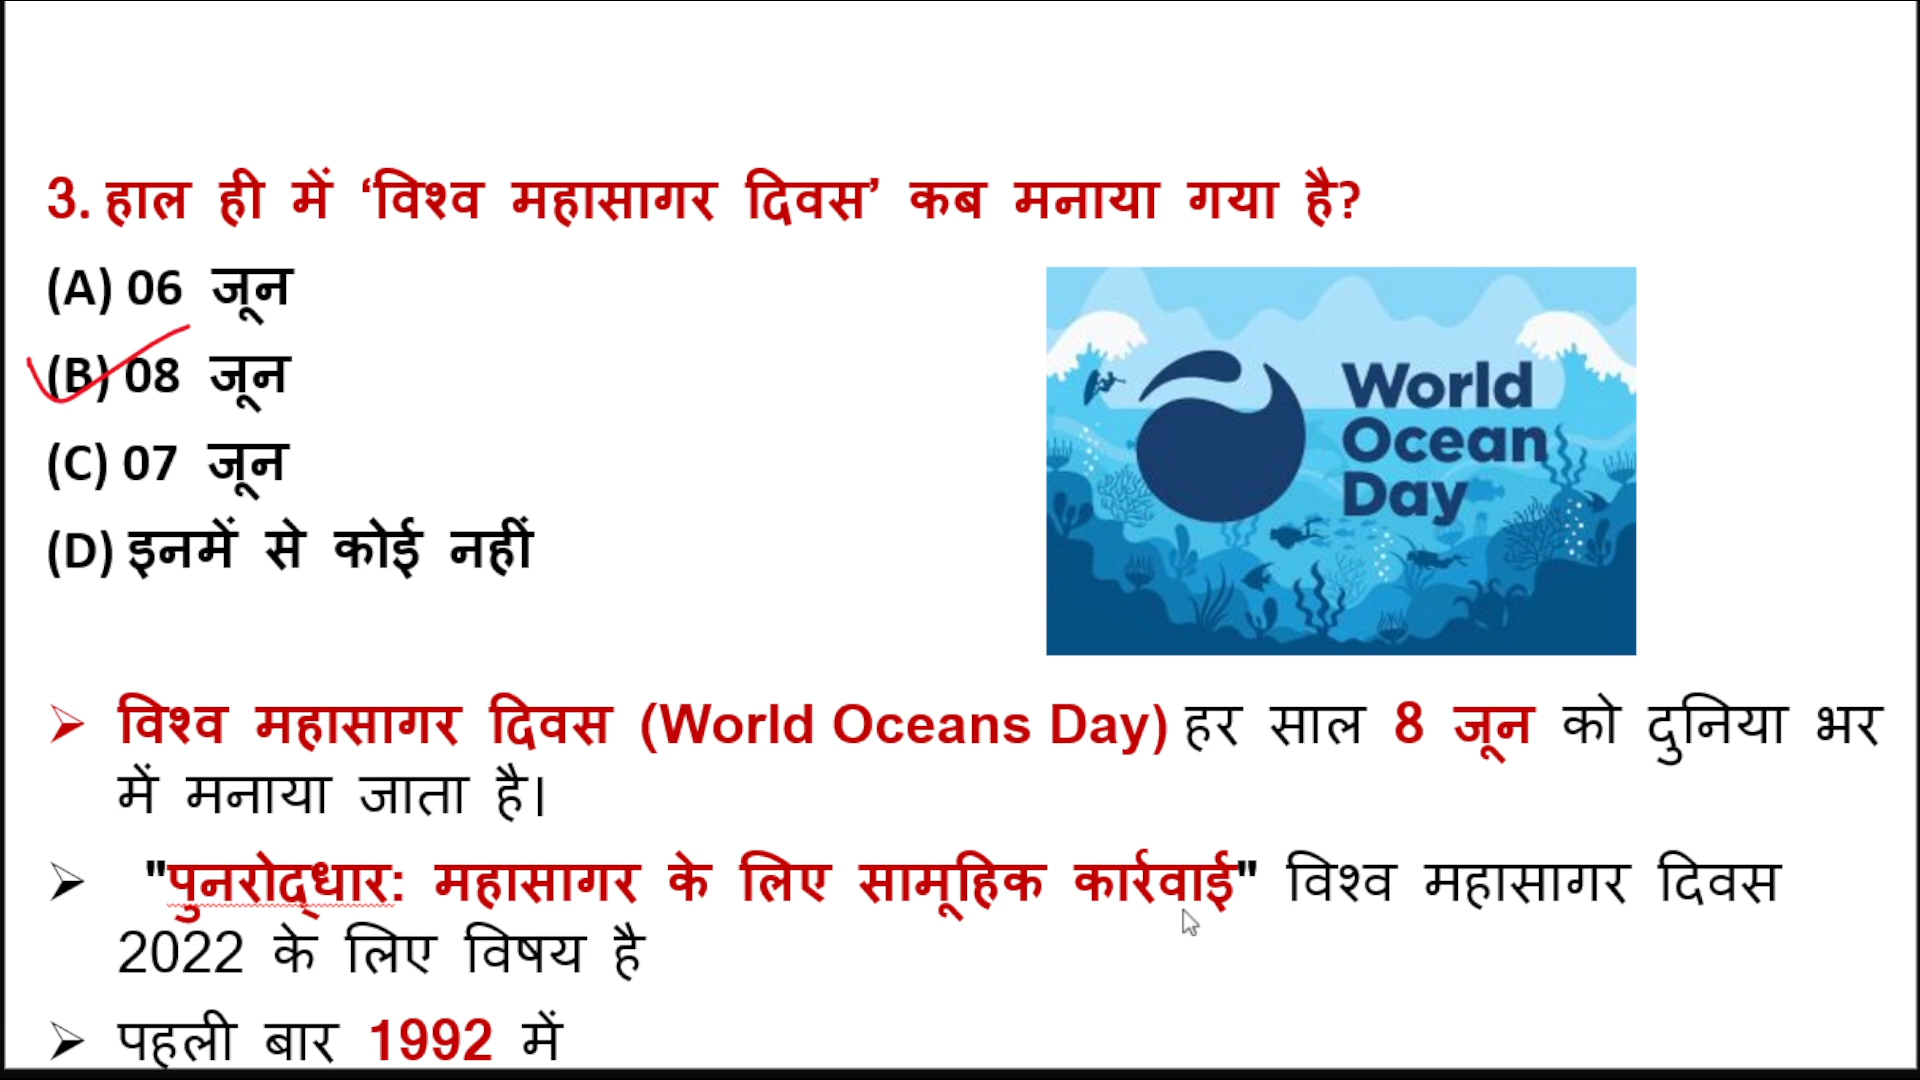 3. हाल ही में ‘विश्व महासागर दिवस’ कब मनाया गया है?
(A) 06 जून
(B) 08 जून
(C) 07 जून
(D) इनमें से कोई नहीं
World
Ocean
Day
➢ विश्व महासागर दिवस (World Oceans Day) हर साल 8 जून को दुनिया भर
में मनाया जाता है।
➢ "पुनरोद्धार: महासागर के लिए सामूहिक कार्रवाई" विश्व महासागर दिवस
2022 के लिए विषय है
➢ पहली बार 1992 में